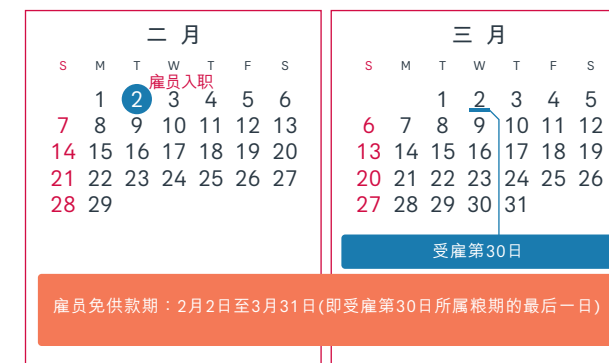 二 月
S M T W T F S
雇员入职
1 2 3 4 5 6
7 8 9 10 11 12 13
14 15 16 17 18 19 20
21 22 23 24 25 26 27
28 29
三 月
S M T W T F S
1 2 3 4 5
6 7 8 9 10 11 12
13 14 15 16 17 18 19
20 21 22 23 24 25 26
27 28 29 30 31
受雇第30日
雇员免供款期：2月2日至3月31日(即受雇第30日所属粮期的最后一日)